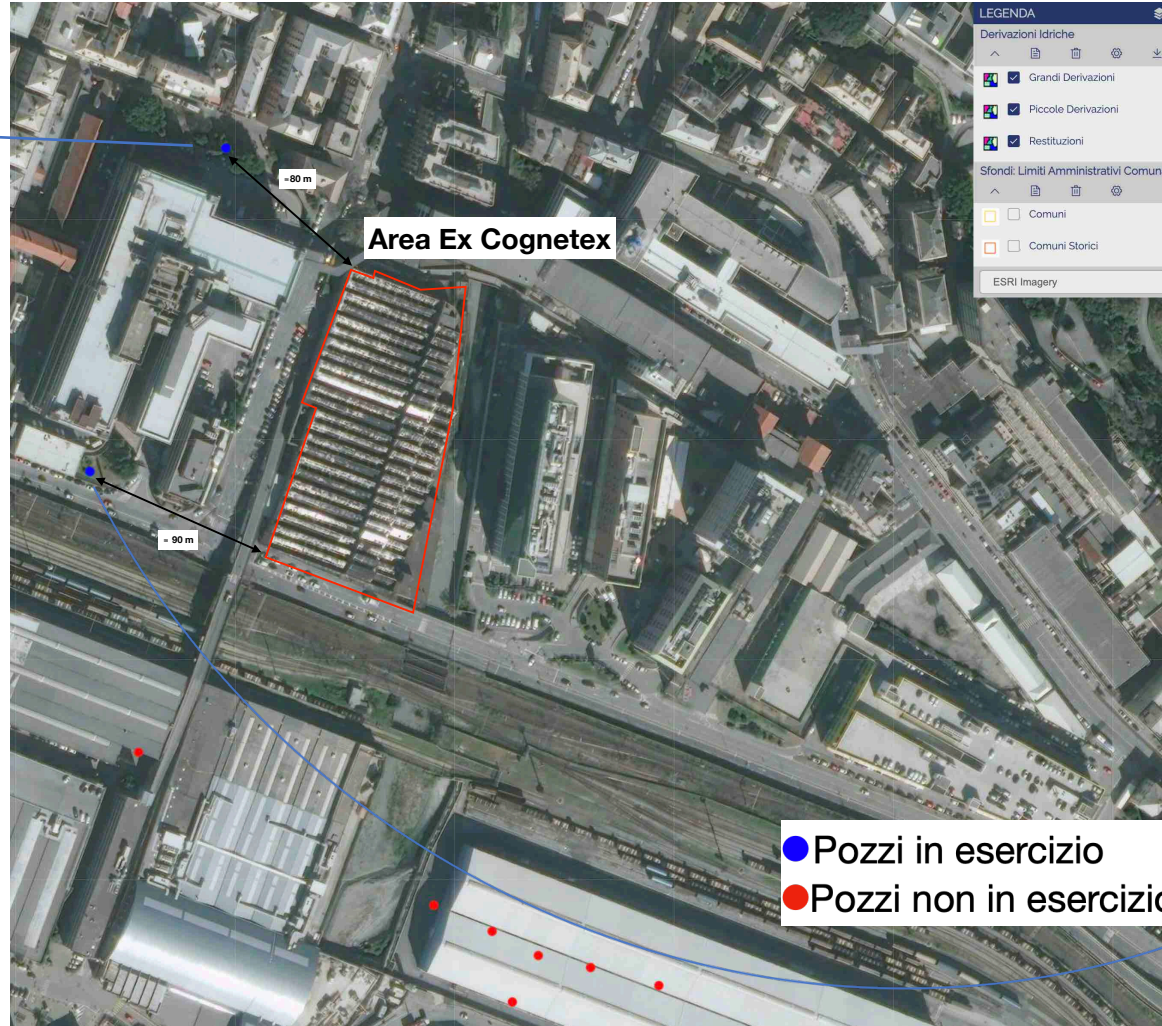 LEGENDA
Derivazioni Idriche
Grandi Derivazioni
Piccole Derivazioni
Restituzioni
Sfondi: Limiti Amministrativi Comun
Comuni
Comuni Storici
ESRI Imagery
≈80 m
Area Ex Cognetex
≈ 90 m
Pozzi in esercizio
Pozzi non in esercizio